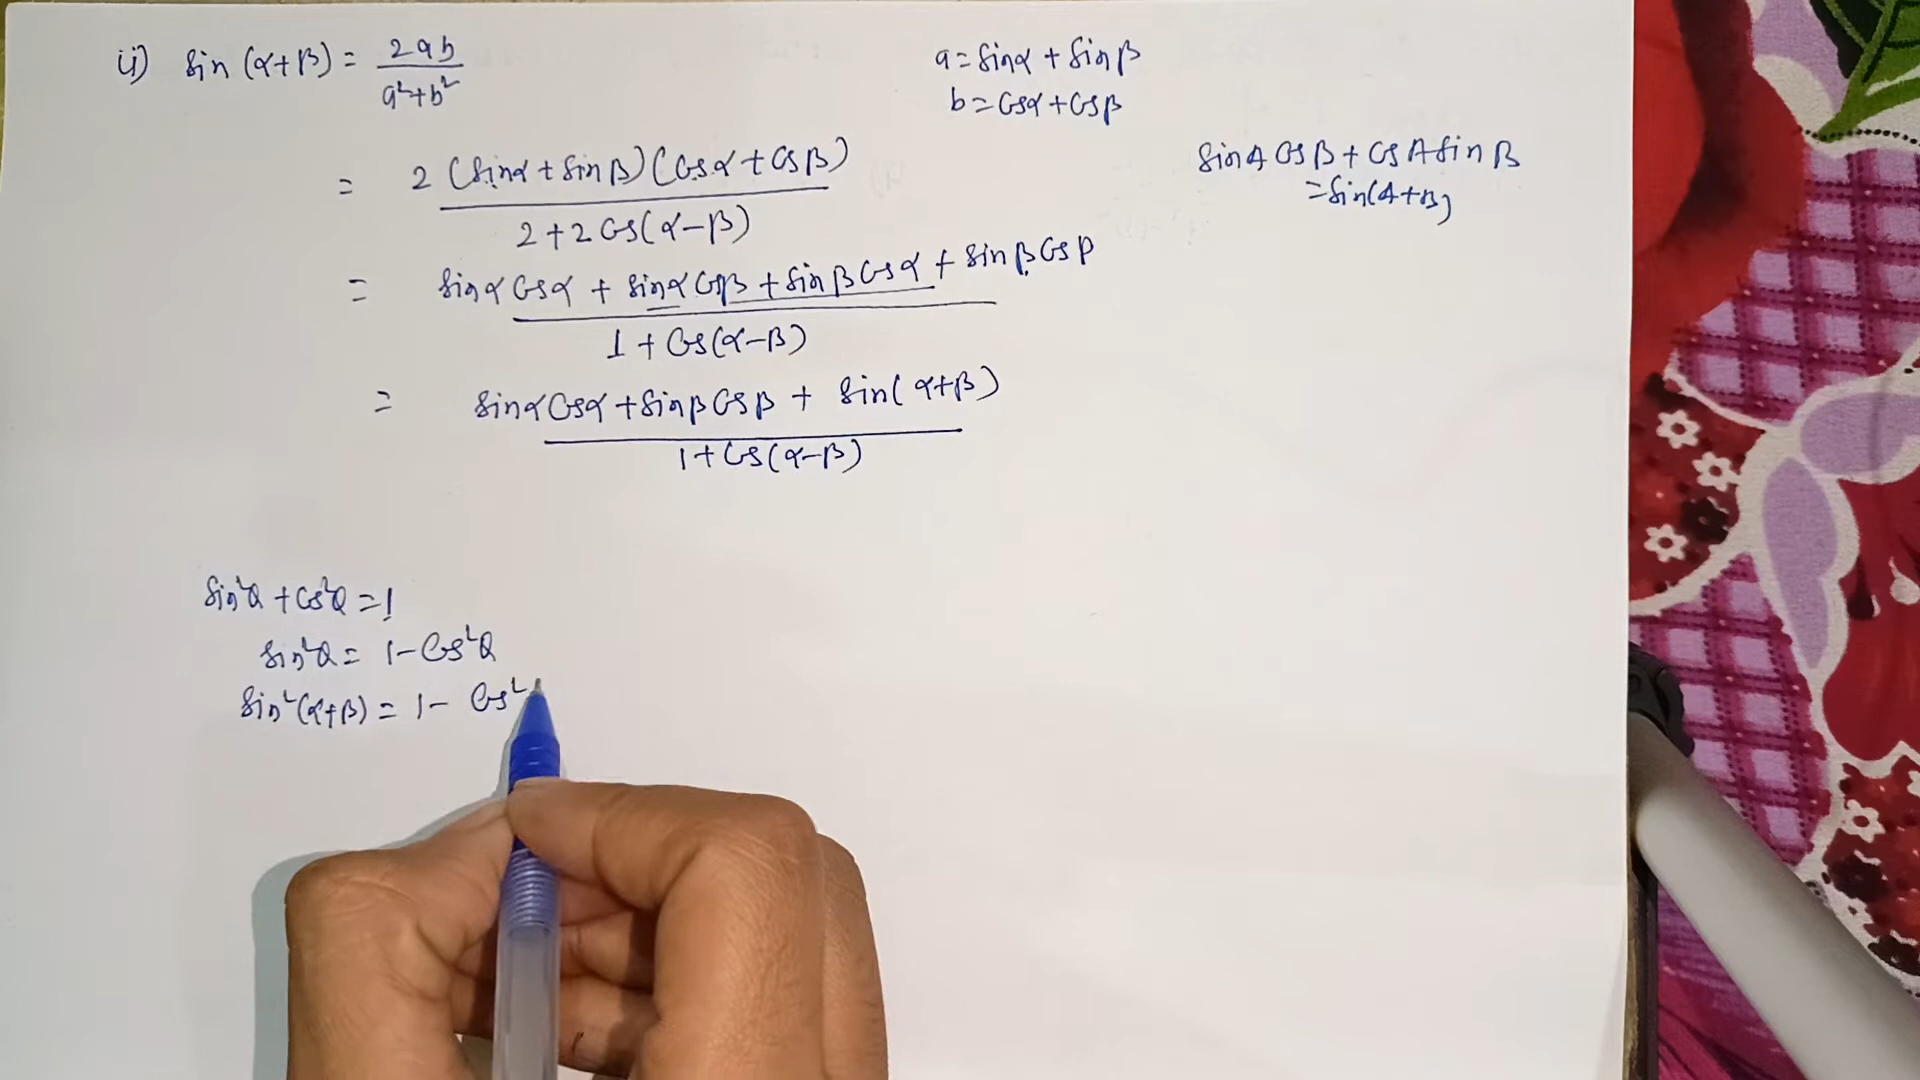 ii) sin (α+β) = 2ab / a²+b²
a = sinα + sinβ
b = Cosα + Cosβ
= 2 (sinα + sinβ)(Cosα + Cosβ) / 2+2Cos(α-β)
sinA CosB + CosA sinB
= sin(A+B)
= sinα Cosα + sinα Cosβ + sinβ Cosα + sinβ Cosβ / 1 + Cos(α-β)
= sinα Cosα + sinβ Cosβ + sin(α+β) / 1 + Cos(α-β)
sin²θ + Cos²θ = 1
sin²θ = 1 - Cos²θ
sin²(α+β) = 1 - Cos²